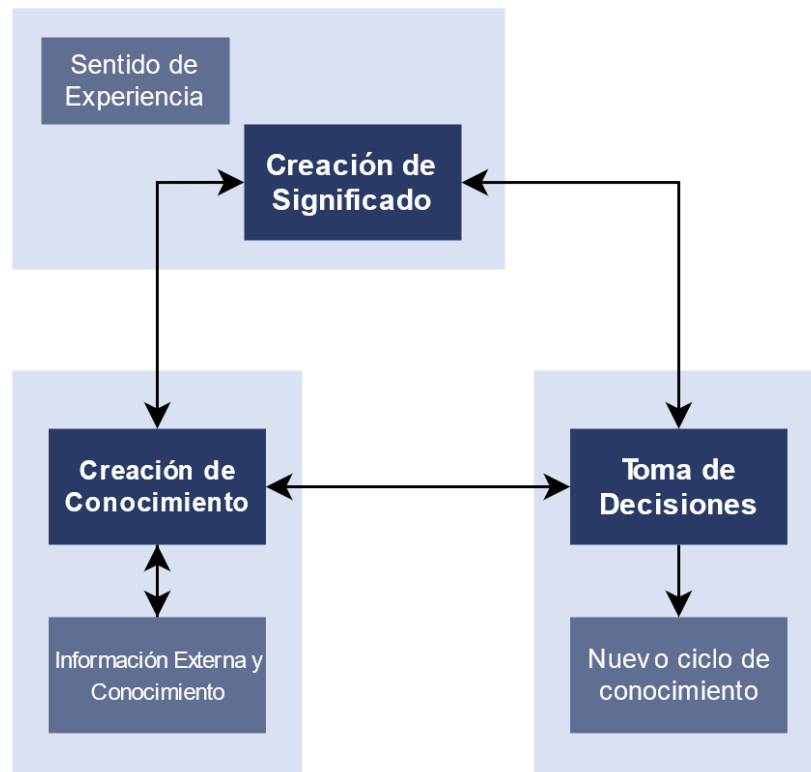 Sentido de
Experiencia
Creación de
Significado
Creación de
Conocimiento
Toma de
Decisiones
Información Externa y
Conocimiento
Nuevo ciclo de
conocimiento